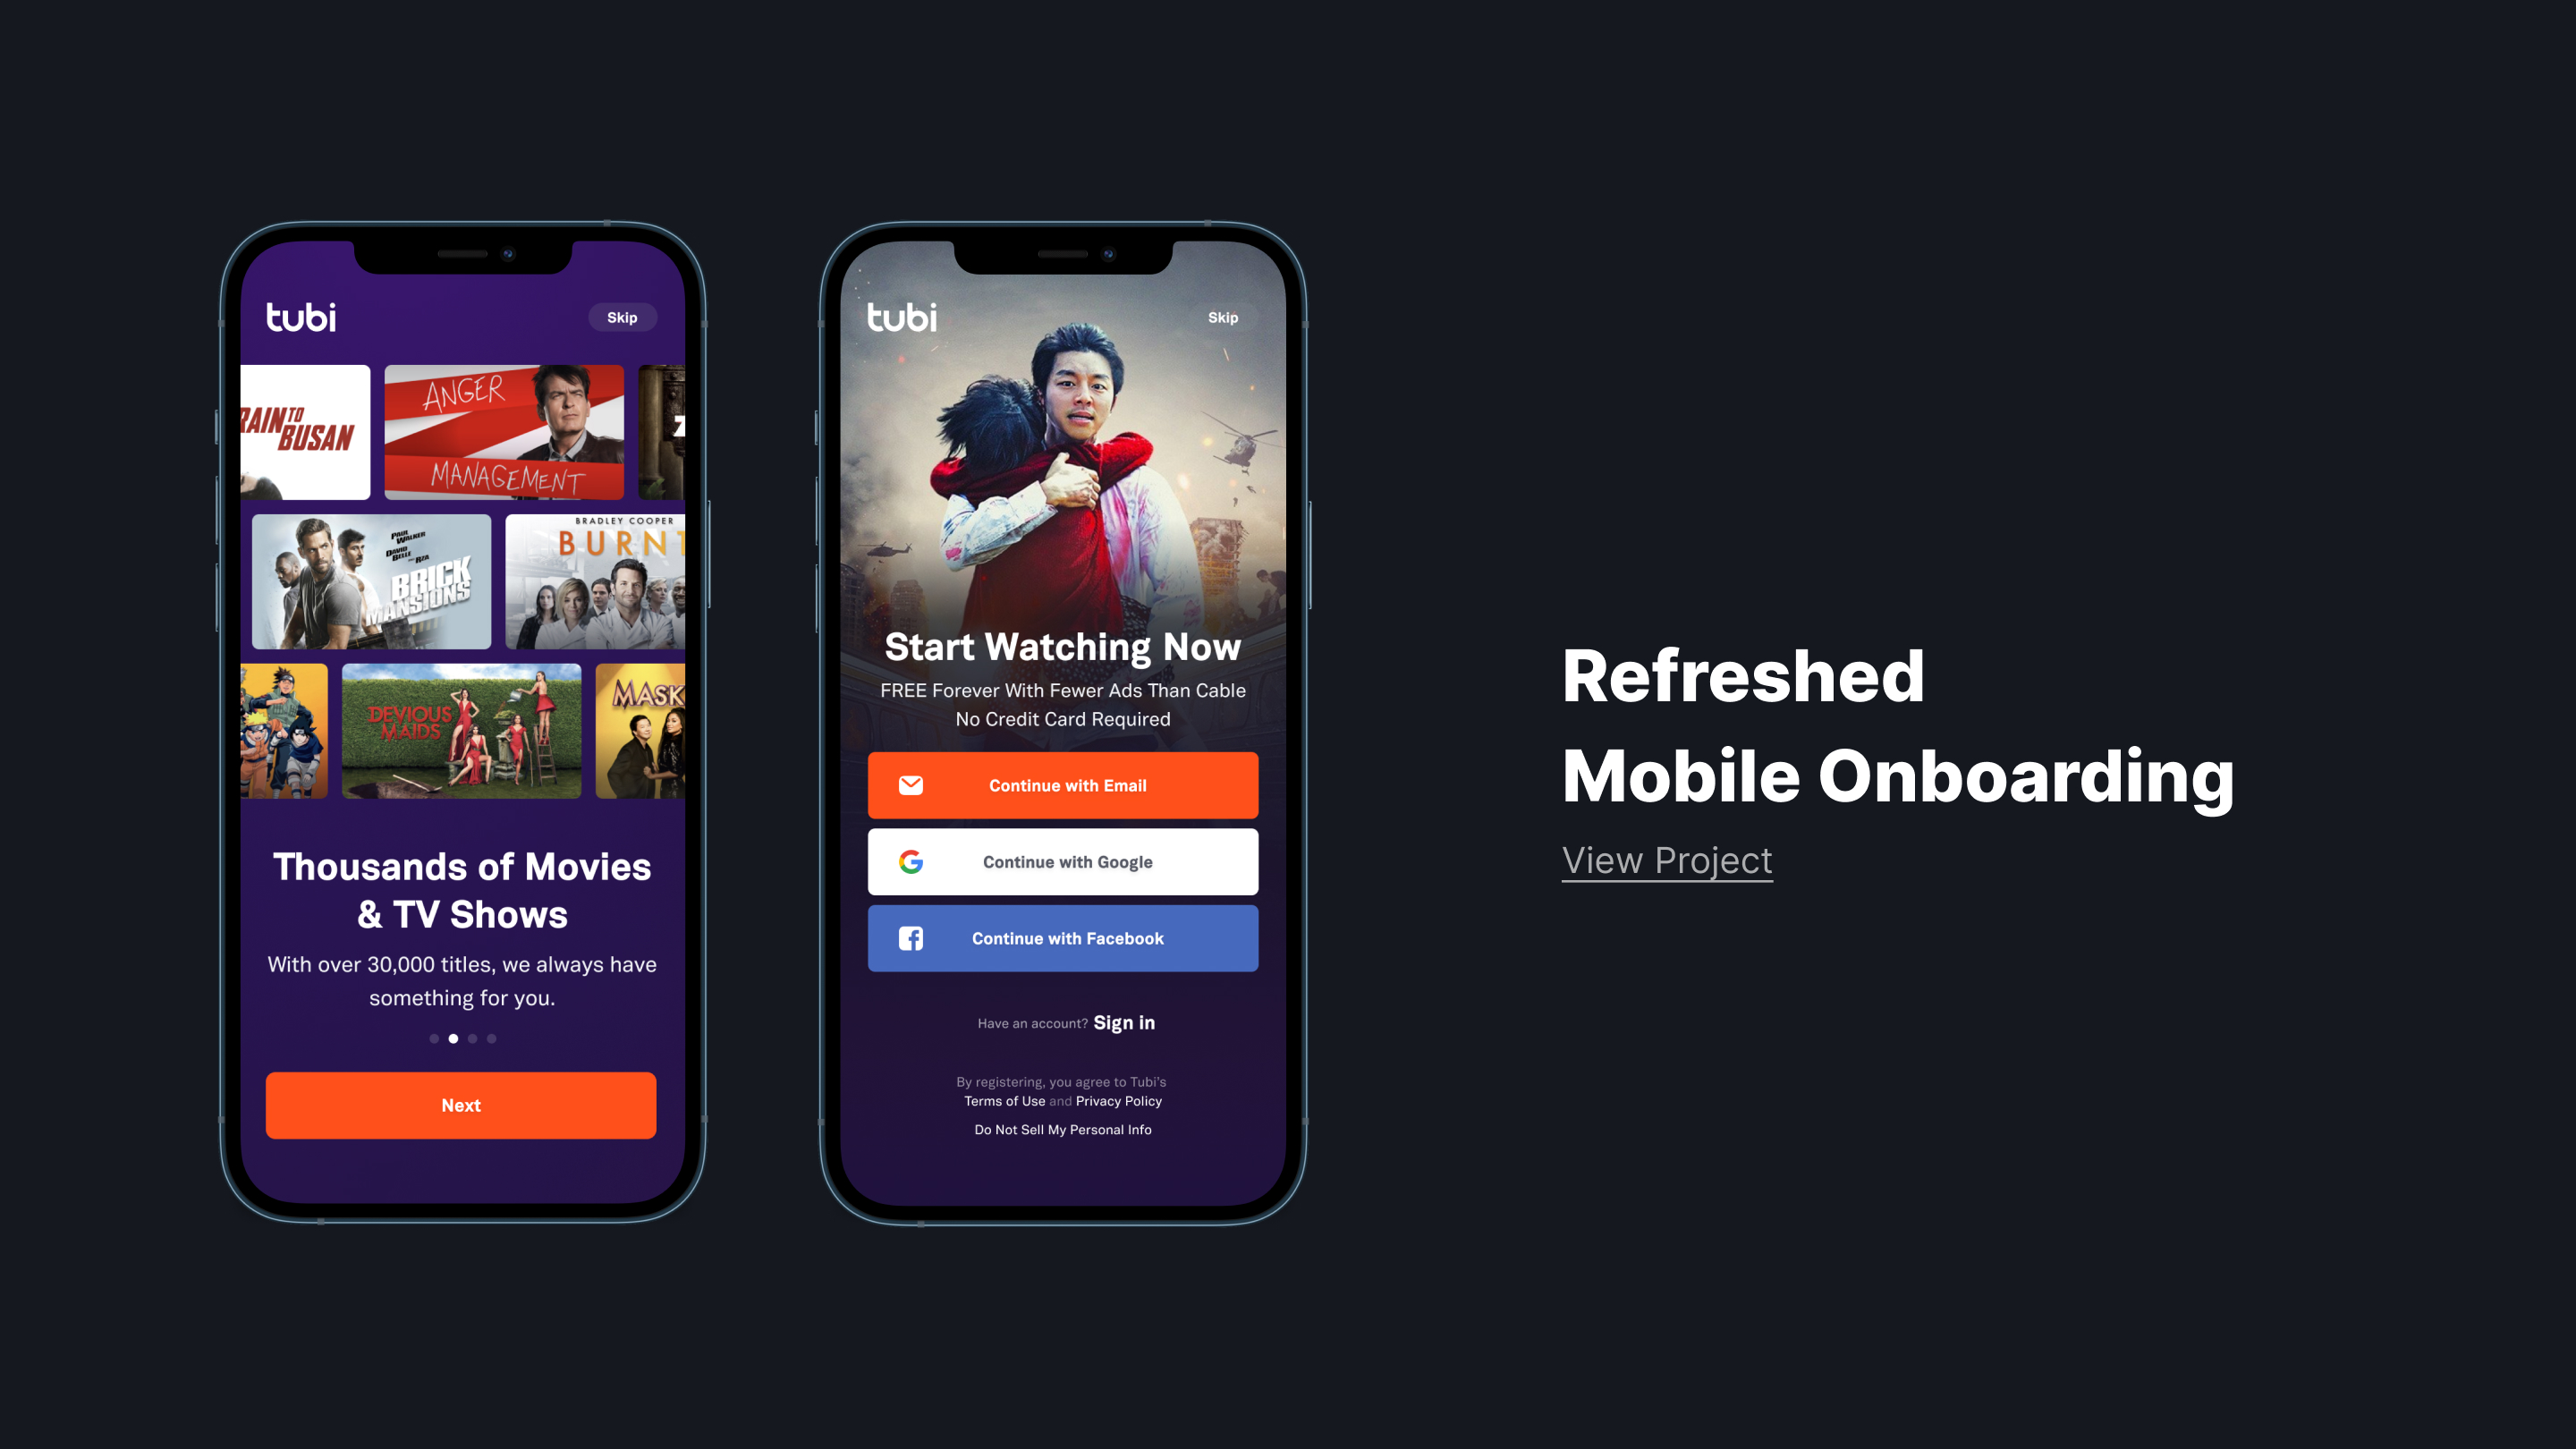 tubi
Skip
RAIN TO
BUSAN
ANGER
MANAGEMENT
PAUL
WALKER
DAVID
BELLE AND RZA
BRICK
MANSIONS
BRADLEY COOPER
BURNT
DEVIOUS
MAIDS
MASK
Thousands of Movies
& TV Shows
With over 30,000 titles, we always have
something for you.
Next
tubi
Skip
Start Watching Now
FREE Forever With Fewer Ads Than Cable
No Credit Card Required
Continue with Email
Continue with Google
Continue with Facebook
Have an account? Sign in
By registering, you agree to Tubi's
Terms of Use and Privacy Policy
Do Not Sell My Personal Info
Refreshed
Mobile Onboarding
View Project